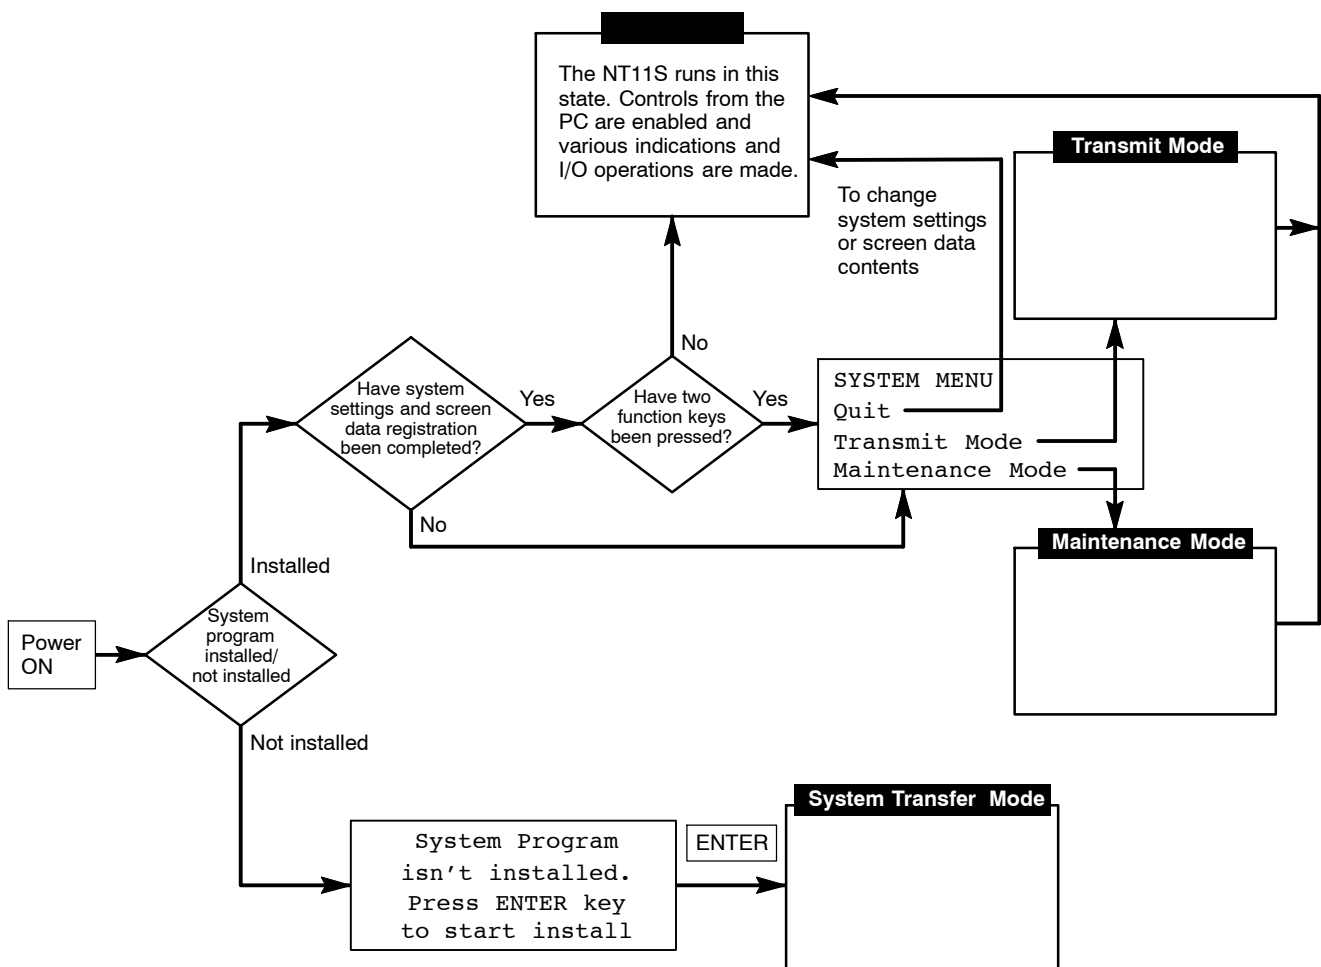 The NT11S runs in this
state. Controls from the
PC are enabled and
various indications and
I/O operations are made.
Transmit Mode
To change
system settings
or screen data
contents
No
Have system
settings and screen
data registration
been completed?
Yes
Have two
function keys
been pressed?
Yes
SYSTEM MENU
Quit
Transmit Mode
Maintenance Mode
No
Maintenance Mode
Installed
Power
ON
System
program
installed/
not installed
Not installed
System Transfer Mode
System Program
isn't installed.
Press ENTER key
to start install
ENTER